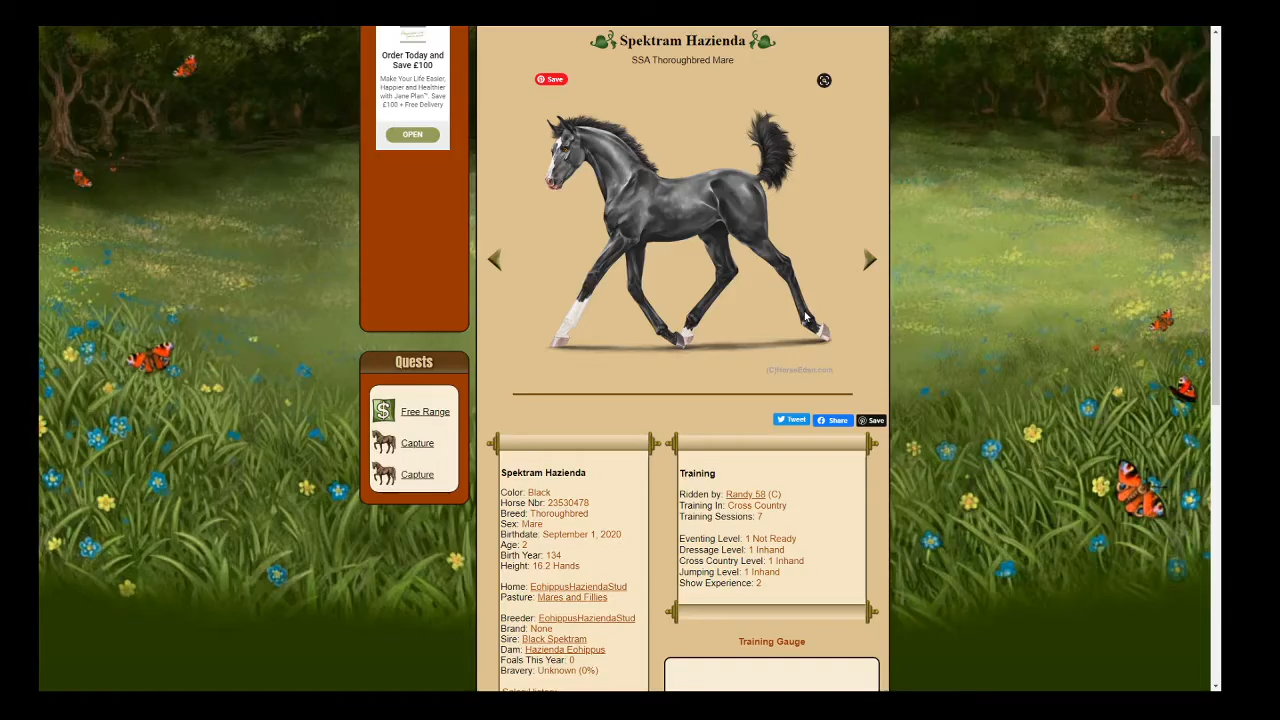 Order Today and
Save £100
Make Your Life Easier,
Happier and Healthier
with Jane Plan™. Save
£100 + Free Delivery
OPEN
Quests
Free Range
Capture
Capture
Spektram Hazienda
SSA Thoroughbred Mare
Save
(C)HorseEden.com
Tweet
Share
Save
Spektram Hazienda
Color: Black
Horse Nbr: 23530478
Breed: Thoroughbred
Sex: Mare
Birthdate: September 1, 2020
Age: 2
Birth Year: 134
Height: 16.2 Hands
Home: EohippusHaziendaStud
Pasture: Mares and Fillies
Breeder: EohippusHaziendaStud
Brand: None
Sire: Black Spektram
Dam: Hazienda Eohippus
Foals This Year: 0
Bravery: Unknown (0%)
Training
Ridden by: Randy 58 (C)
Training In: Cross Country
Training Sessions: 7
Eventing Level: 1 Not Ready
Dressage Level: 1 Inhand
Cross Country Level: 1 Inhand
Jumping Level: 1 Inhand
Show Experience: 2
Training Gauge